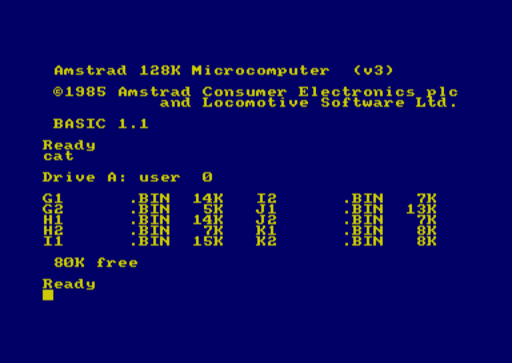 Amstrad 128K Microcomputer (v3)
©1985 Amstrad Consumer Electronics plc
and Locomotive Software Ltd.
BASIC 1.1
Ready
cat
Drive A: user 0
G1 .BIN 14K I2 .BIN 7K
G2 .BIN 5K J1 .BIN 13K
H1 .BIN 14K J2 .BIN 7K
H2 .BIN 7K K1 .BIN 8K
I1 .BIN 15K K2 .BIN 8K
80K free
Ready